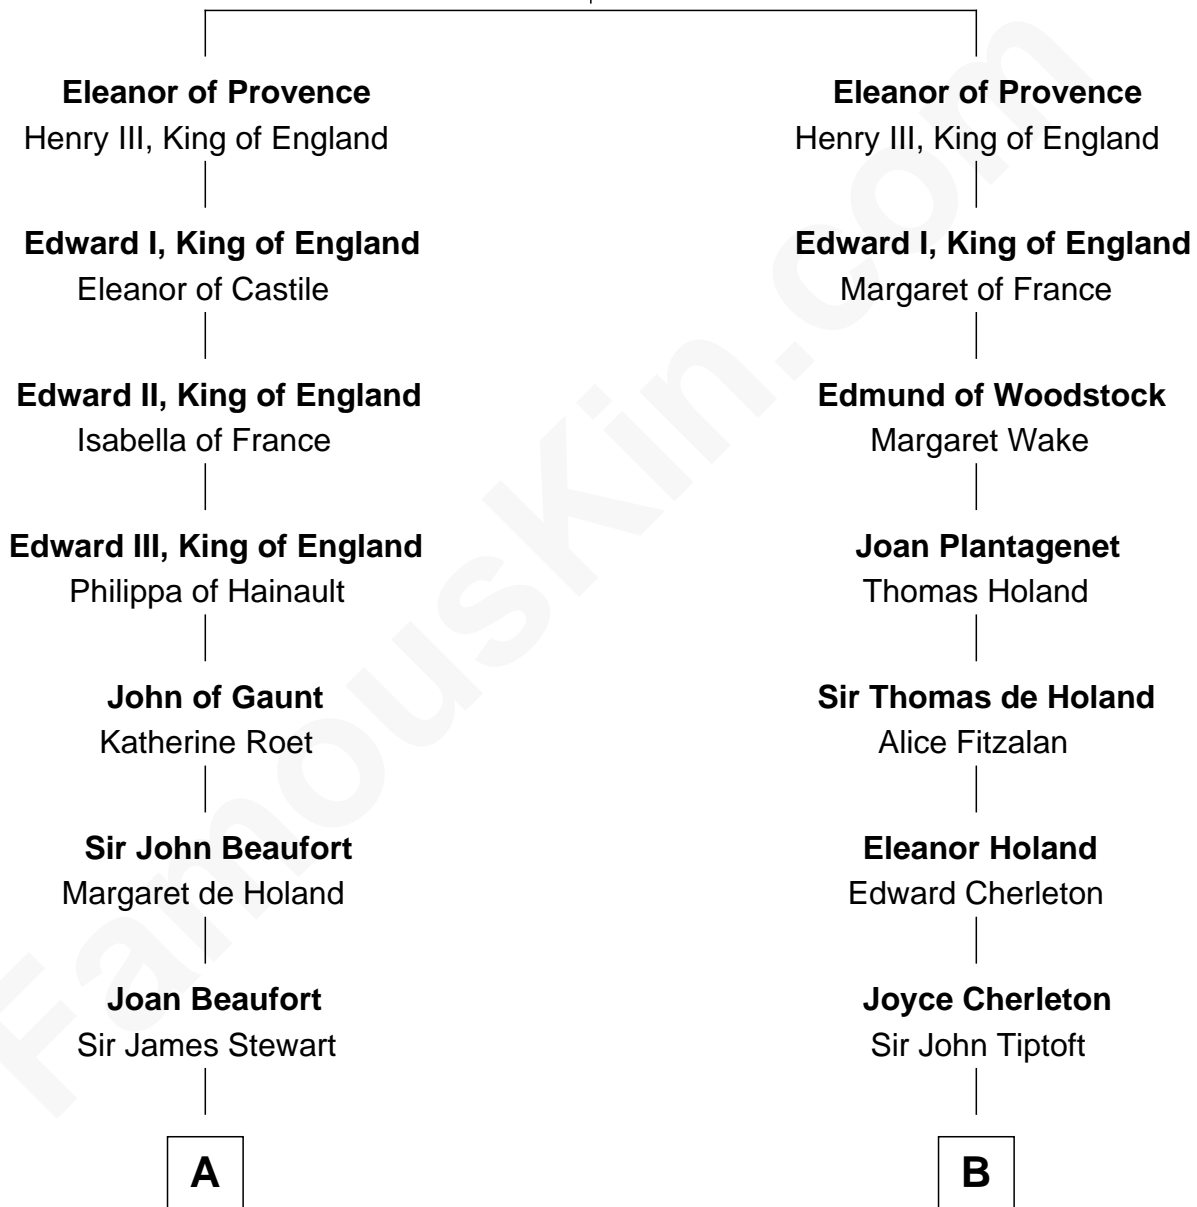 Eleanor of Provence
Henry III, King of England
Edward I, King of England
Eleanor of Castile
Edward II, King of England
Isabella of France
Edward III, King of England
Philippa of Hainault
John of Gaunt
Katherine Roet
Sir John Beaufort
Margaret de Holand
Joan Beaufort
Sir James Stewart
A
Eleanor of Provence
Henry III, King of England
Edward I, King of England
Margaret of France
Edmund of Woodstock
Margaret Wake
Joan Plantagenet
Thomas Holand
Sir Thomas de Holand
Alice Fitzalan
Eleanor Holand
Edward Cherleton
Joyce Cherleton
Sir John Tiptoft
B
FamousKin.com